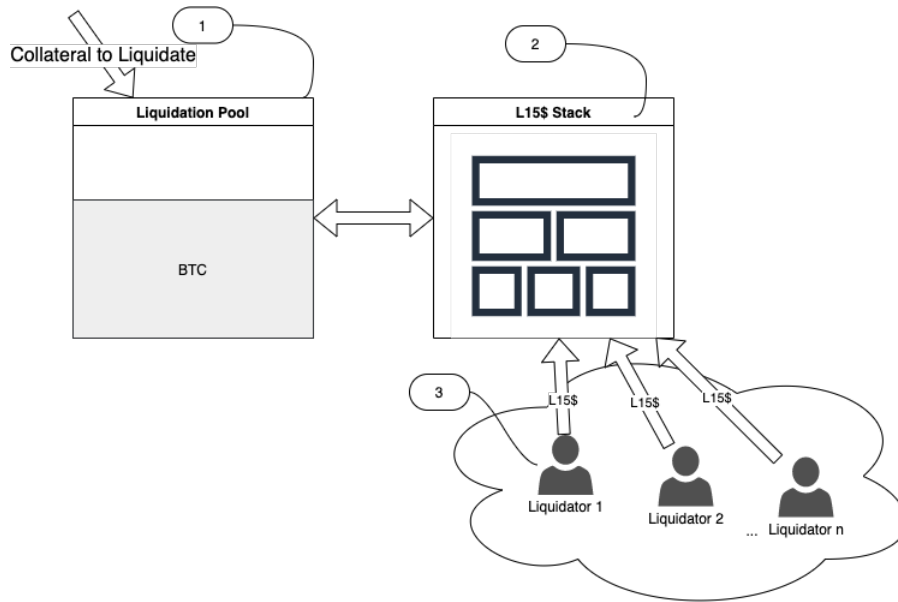 1
Collateral to Liquidate
2
Liquidation Pool
L15$ Stack
BTC
3
L15$
L15$
L15$
Liquidator 1
Liquidator 2
... Liquidator n